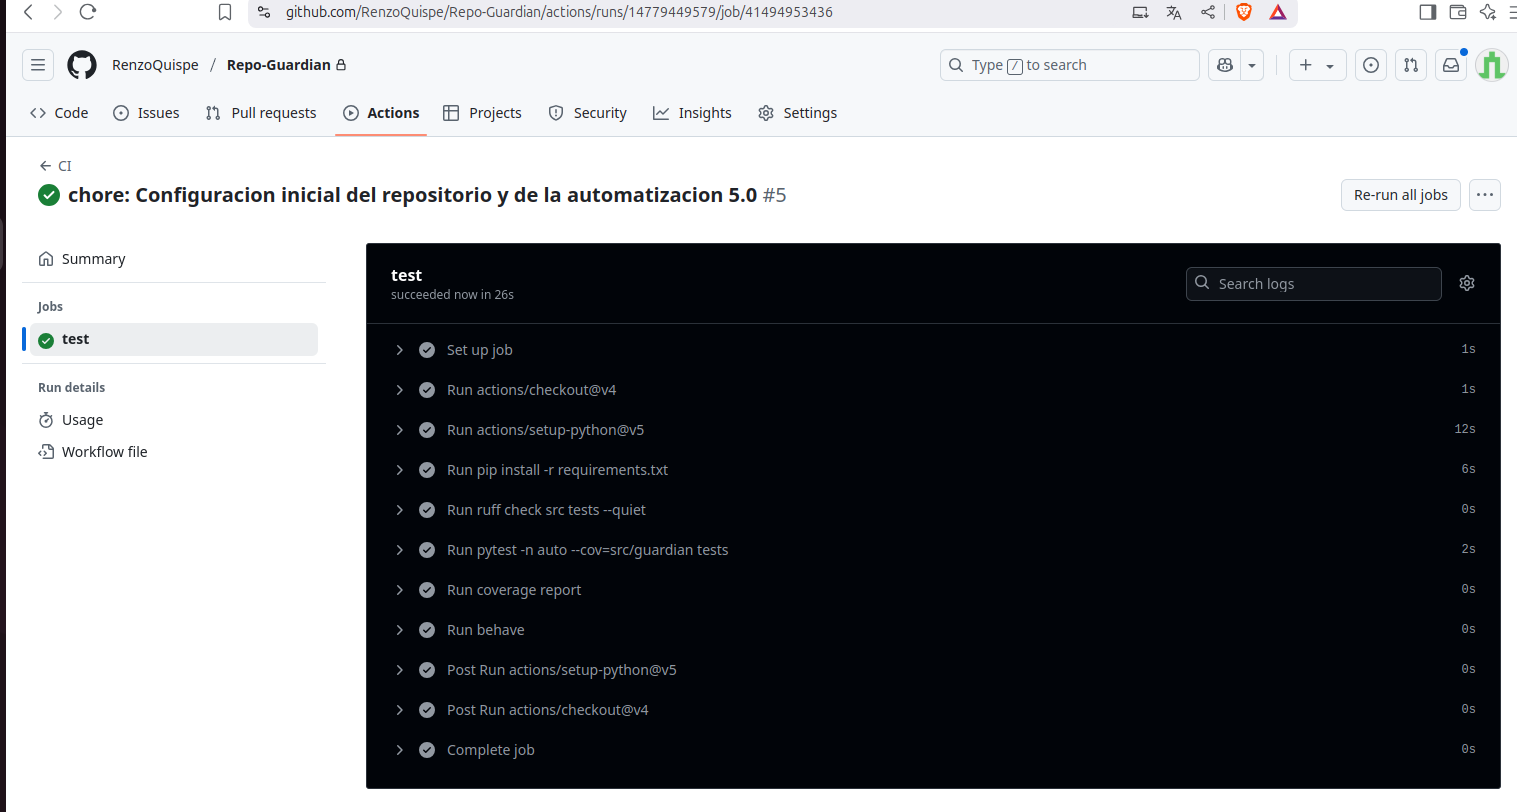 github.com/RenzoQuispe/Repo-Guardian/actions/runs/14779449579/job/41494953436
RenzoQuispe / Repo-Guardian
Type / to search
Code
Issues
Pull requests
Actions
Projects
Security
Insights
Settings
CI
chore: Configuracion inicial del repositorio y de la automatizacion 5.0 #5
Re-run all jobs
Summary
Jobs
test
Run details
Usage
Workflow file
test
succeeded now in 26s
Search logs
Set up job 1s
Run actions/checkout@v4 1s
Run actions/setup-python@v5 12s
Run pip install -r requirements.txt 6s
Run ruff check src tests --quiet 0s
Run pytest -n auto --cov=src/guardian tests 2s
Run coverage report 0s
Run behave 0s
Post Run actions/setup-python@v5 0s
Post Run actions/checkout@v4 0s
Complete job 0s